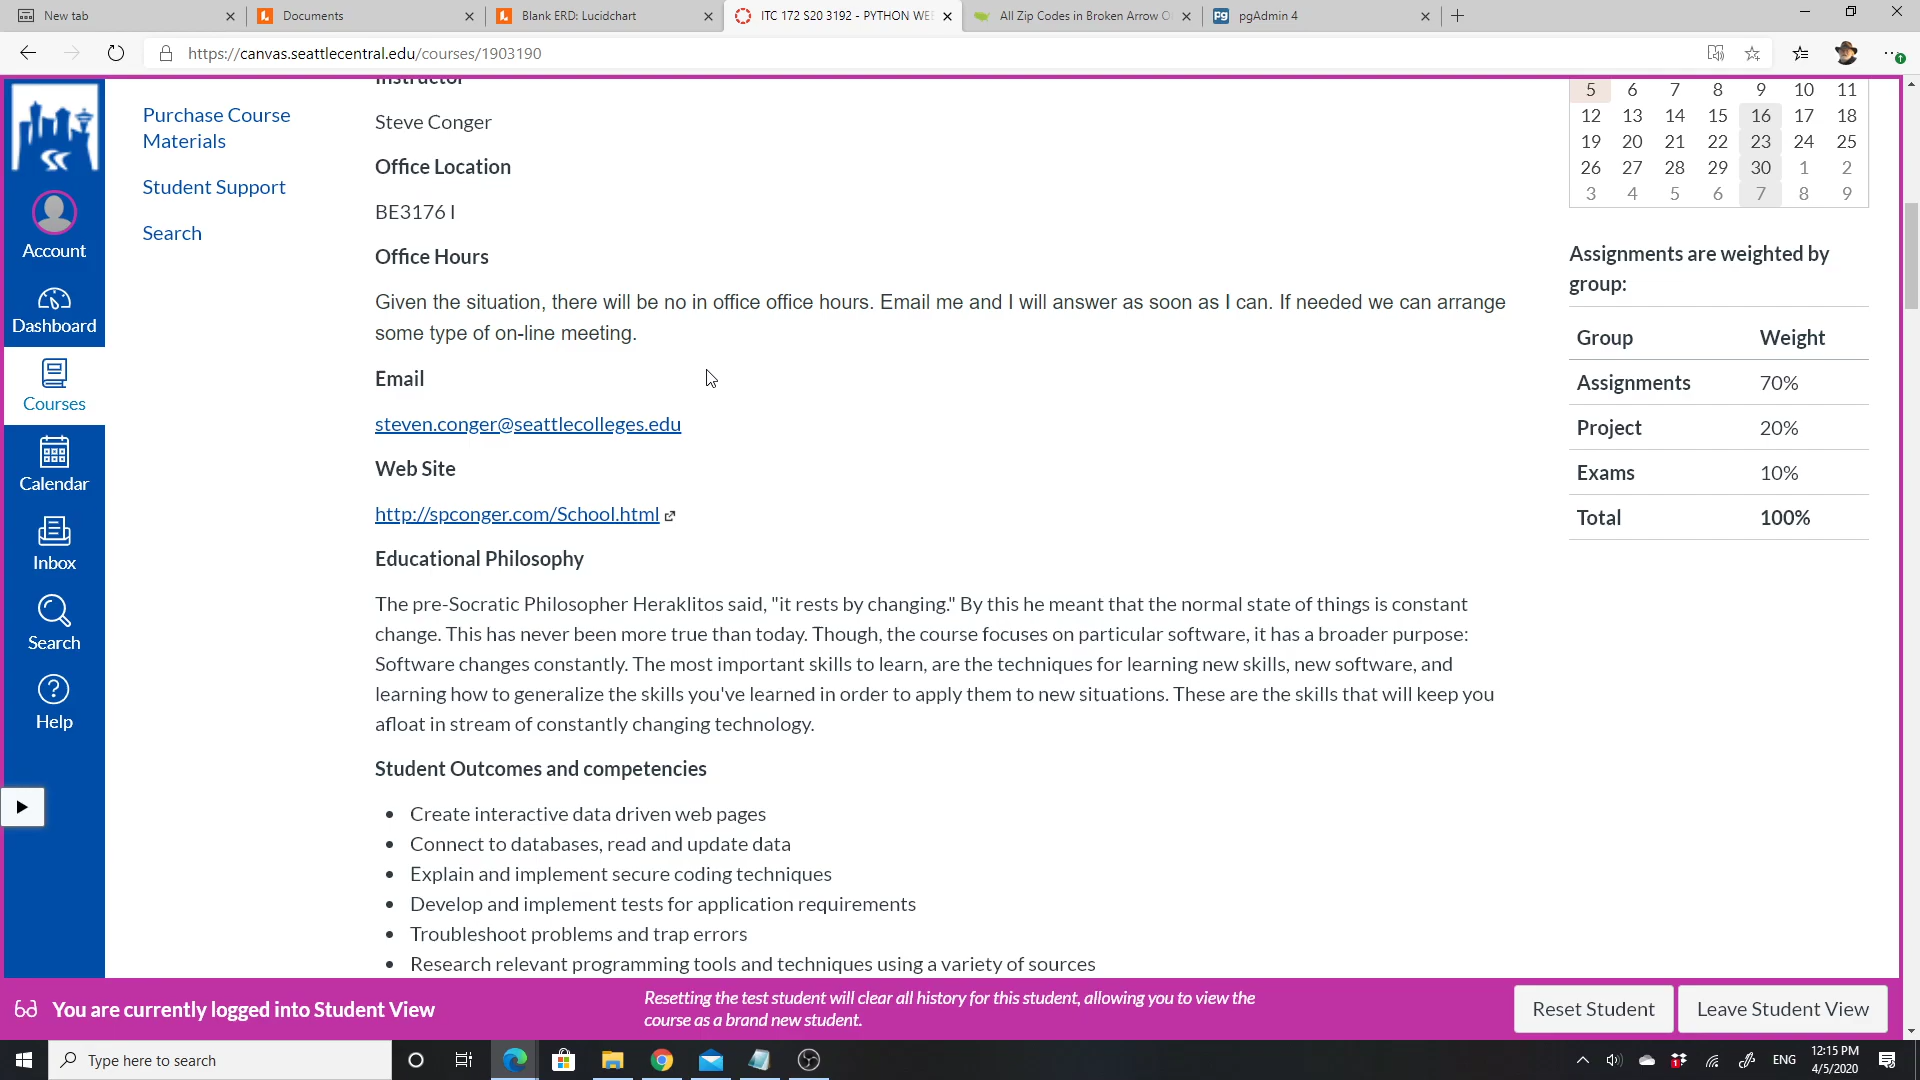 New tab
Documents
Blank ERD: Lucidchart
ITC 172 S20 3192 - PYTHON WE
All Zip Codes in Broken Arrow O
pgAdmin 4
https://canvas.seattlecentral.edu/courses/1903190
Account
Dashboard
Courses
Calendar
Inbox
Search
Help
Purchase Course
Materials
Student Support
Search
Instructor
Steve Conger
Office Location
BE3176 I
Office Hours
Given the situation, there will be no in office office hours. Email me and I will answer as soon as I can. If needed we can arrange
some type of on-line meeting.
Email
steven.conger@seattlecolleges.edu
Web Site
http://spconger.com/School.html
Educational Philosophy
The pre-Socratic Philosopher Heraklitos said, "it rests by changing." By this he meant that the normal state of things is constant
change. This has never been more true than today. Though, the course focuses on particular software, it has a broader purpose:
Software changes constantly. The most important skills to learn, are the techniques for learning new skills, new software, and
learning how to generalize the skills you've learned in order to apply them to new situations. These are the skills that will keep you
afloat in stream of constantly changing technology.
Student Outcomes and competencies
• Create interactive data driven web pages
• Connect to databases, read and update data
• Explain and implement secure coding techniques
• Develop and implement tests for application requirements
• Troubleshoot problems and trap errors
• Research relevant programming tools and techniques using a variety of sources
5 6 7 8 9 10 11
12 13 14 15 16 17 18
19 20 21 22 23 24 25
26 27 28 29 30 1 2
3 4 5 6 7 8 9
Assignments are weighted by
group:
Group Weight
Assignments 70%
Project 20%
Exams 10%
Total 100%
You are currently logged into Student View
Resetting the test student will clear all history for this student, allowing you to view the
course as a brand new student.
Reset Student
Leave Student View
Type here to search
ENG
12:15 PM
4/5/2020